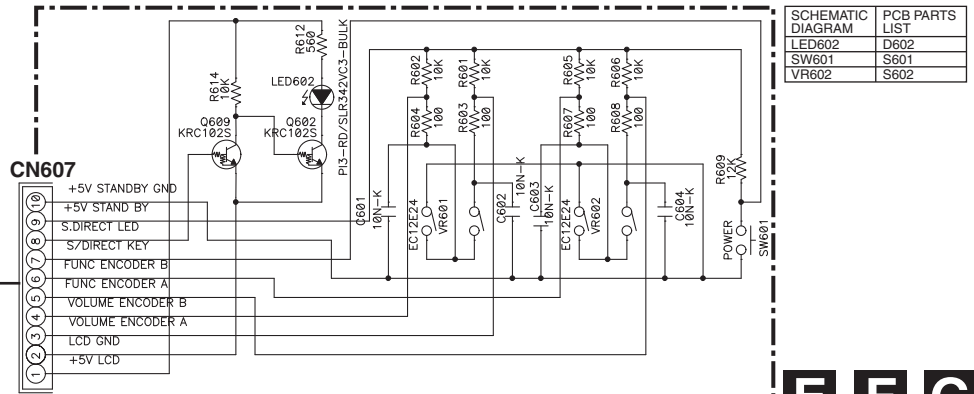 SCHEMATIC DIAGRAM
PCB PARTS LIST
LED602 D602
SW601 S601
VR602 S602
R612
560
R614
10K
LED602
PI3-RD/SLR342VC3-BULK
Q609
KRC102S
Q602
KRC102S
R602
10K
R601
10K
R604
100
R603
100
R605
10K
R606
10K
R607
100
R608
100
R609
12K
C601
10N-K
EC12E24
VR601
C602
10N-K
C603
10N-K
EC12E24
VR602
C604
10N-K
POWER
SW601
CN607
+5V STANDBY GND
+5V STAND BY
S.DIRECT LED
S/DIRECT KEY
FUNC ENCODER B
FUNC ENCODER A
VOLUME ENCODER B
VOLUME ENCODER A
LCD GND
+5V LCD
10
9
8
7
6
5
4
3
2
1